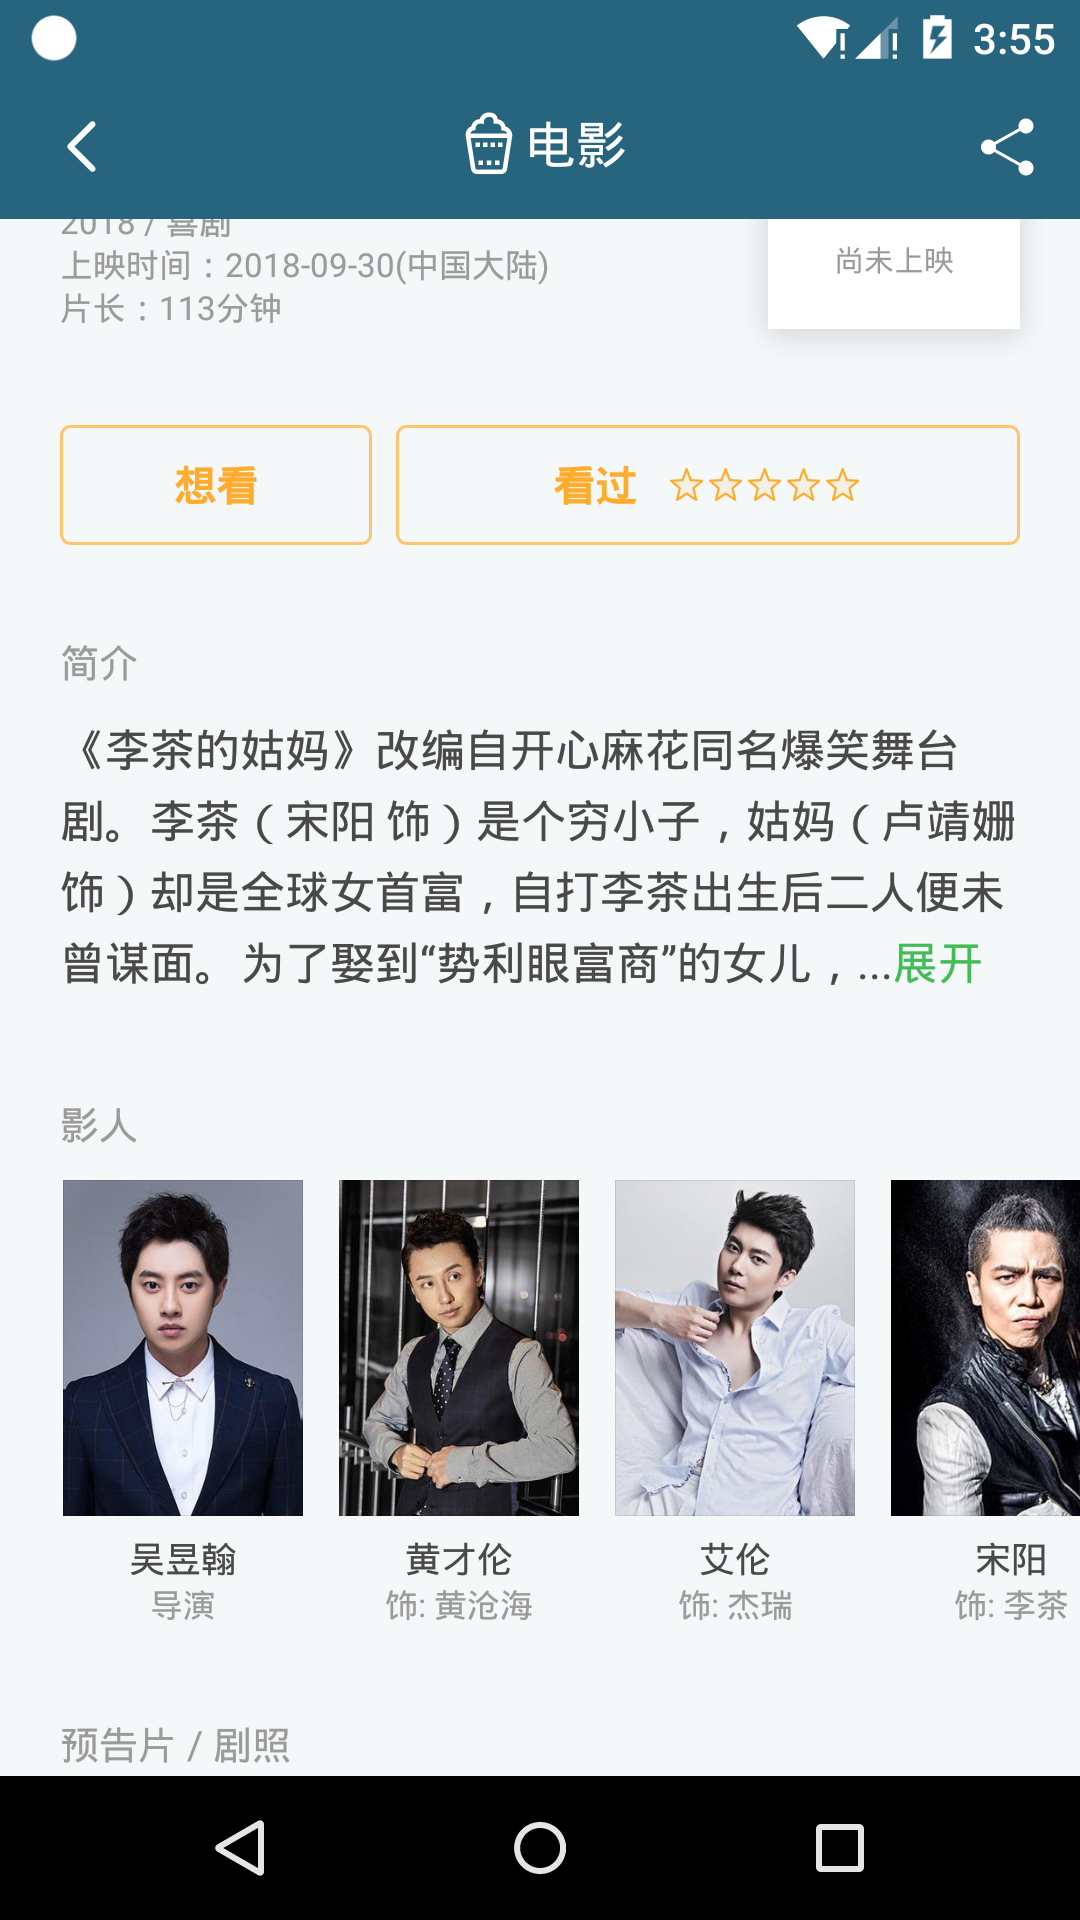 3:55
电影
2018 / 喜剧
上映时间：2018-09-30(中国大陆)
片长：113分钟
尚未上映
想看
看过
简介
《李茶的姑妈》改编自开心麻花同名爆笑舞台
剧。李茶（宋阳 饰）是个穷小子，姑妈（卢靖姗
饰）却是全球女首富，自打李茶出生后二人便未
曾谋面。为了娶到“势利眼富商”的女儿，...展开
影人
吴昱翰
导演
黄才伦
饰: 黄沧海
艾伦
饰: 杰瑞
宋阳
饰: 李茶
预告片 / 剧照